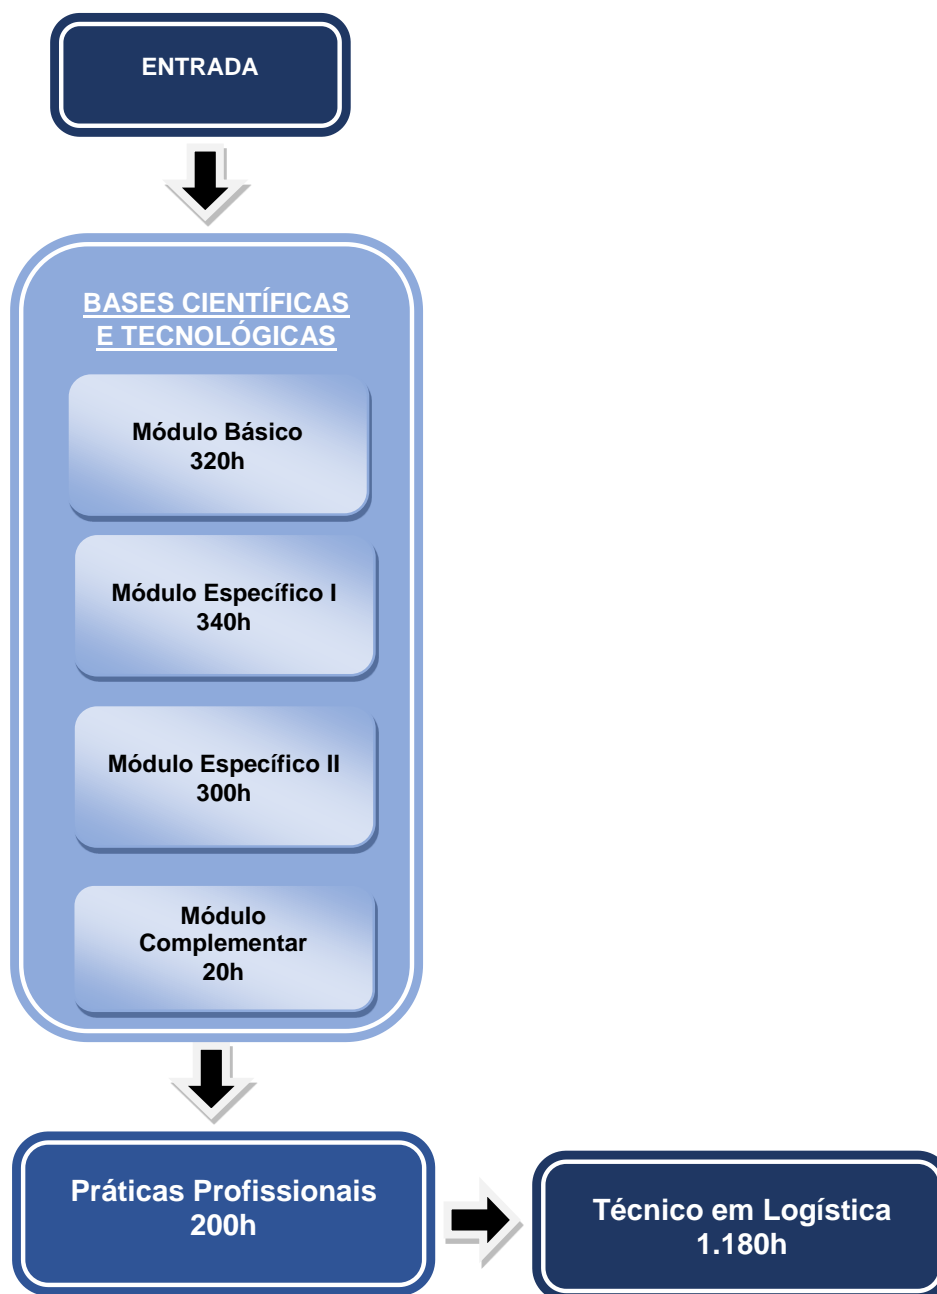 ENTRADA
BASES CIENTÍFICAS
E TECNOLÓGICAS
Módulo Básico
320h
Módulo Específico I
340h
Módulo Específico II
300h
Módulo
Complementar
20h
Práticas Profissionais
200h
Técnico em Logística
1.180h